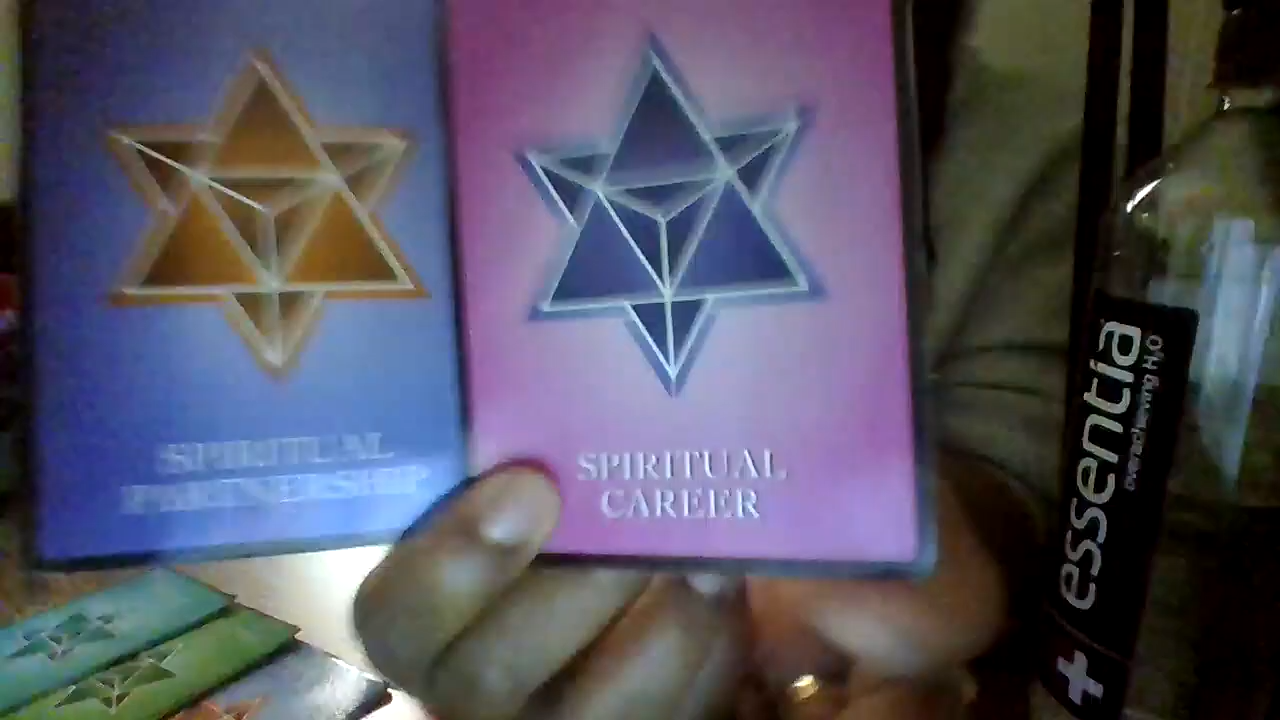 SPIRITUAL
PARTNERSHIP
SPIRITUAL
CAREER
essentia
overachieving H₂O